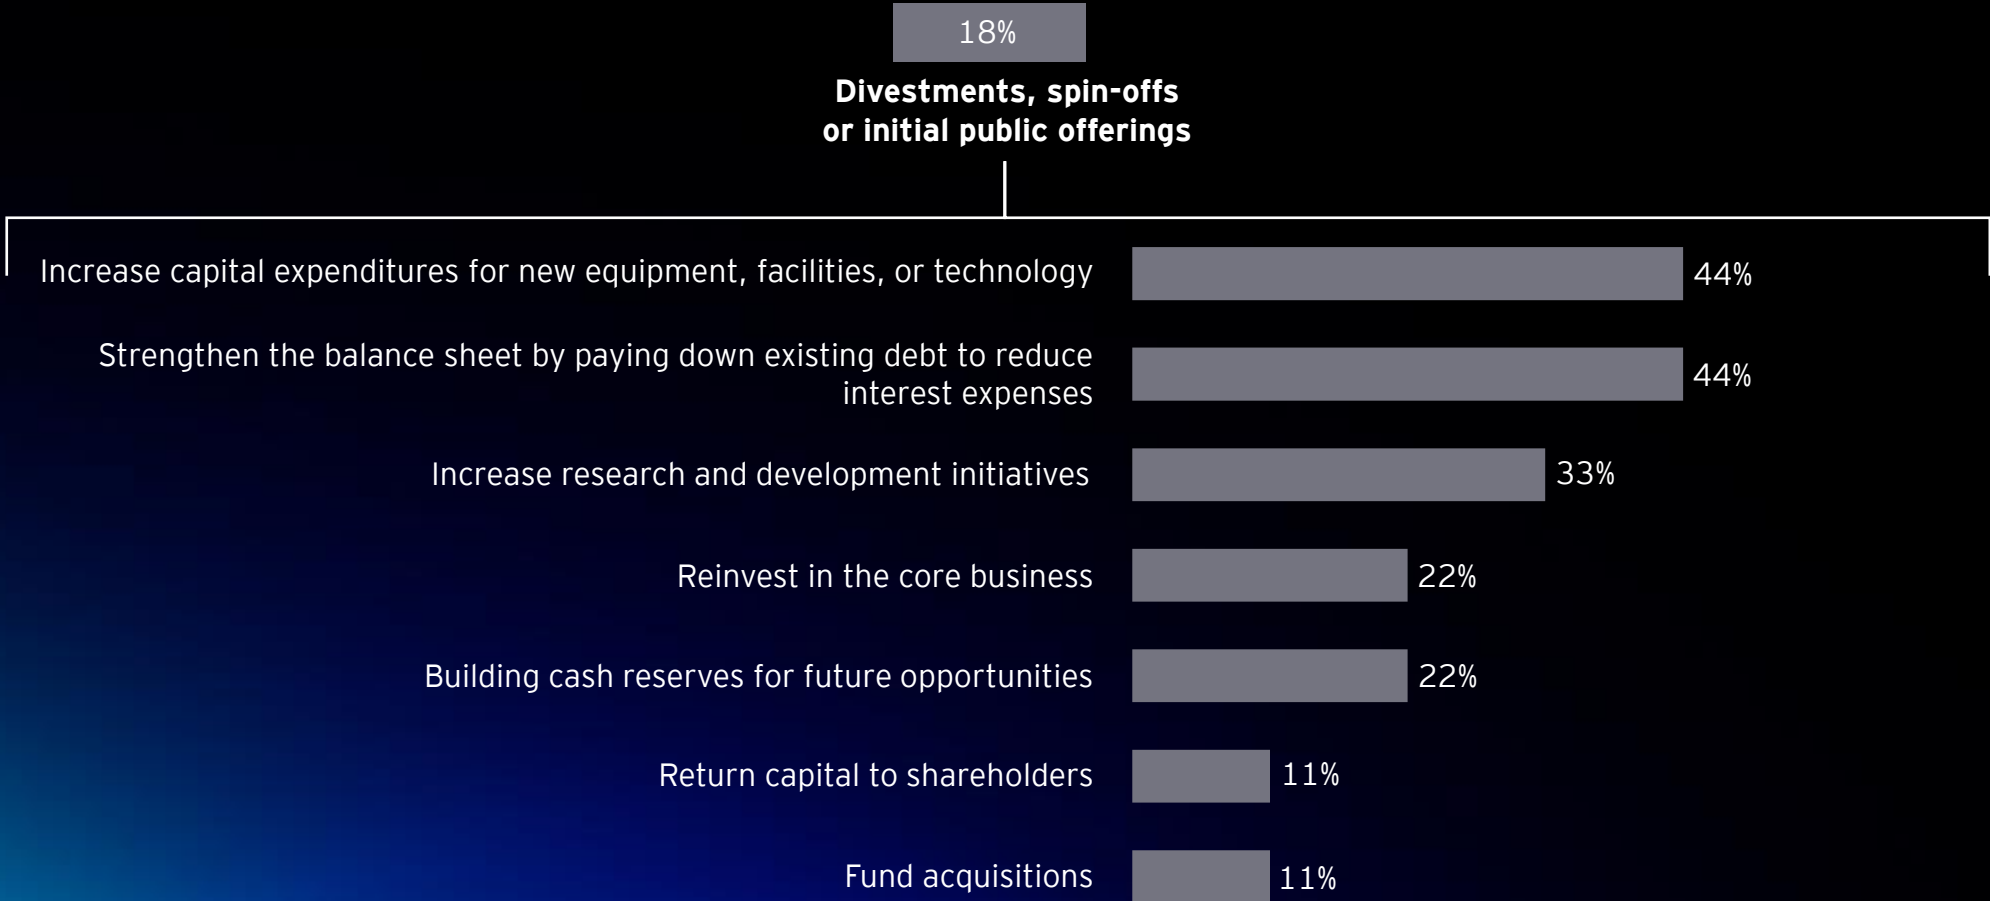 18%
Divestments, spin-offs
or initial public offerings
Increase capital expenditures for new equipment, facilities, or technology
44%
Strengthen the balance sheet by paying down existing debt to reduce
interest expenses
44%
Increase research and development initiatives
33%
Reinvest in the core business
22%
Building cash reserves for future opportunities
22%
Return capital to shareholders
11%
Fund acquisitions
11%